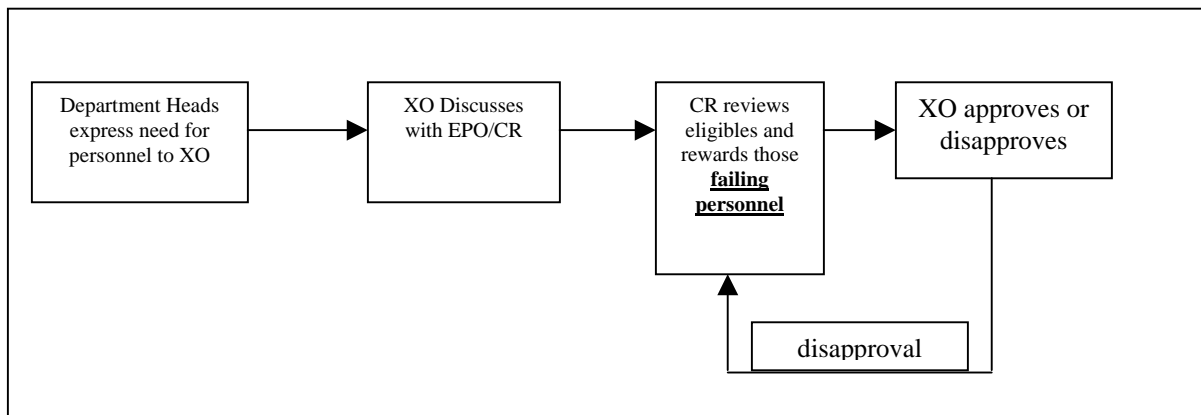 Department Heads
express need for
personnel to XO
XO Discusses
with EPO/CR
CR reviews
eligibles and
rewards those
failing
personnel
XO approves or
disapproves
disapproval